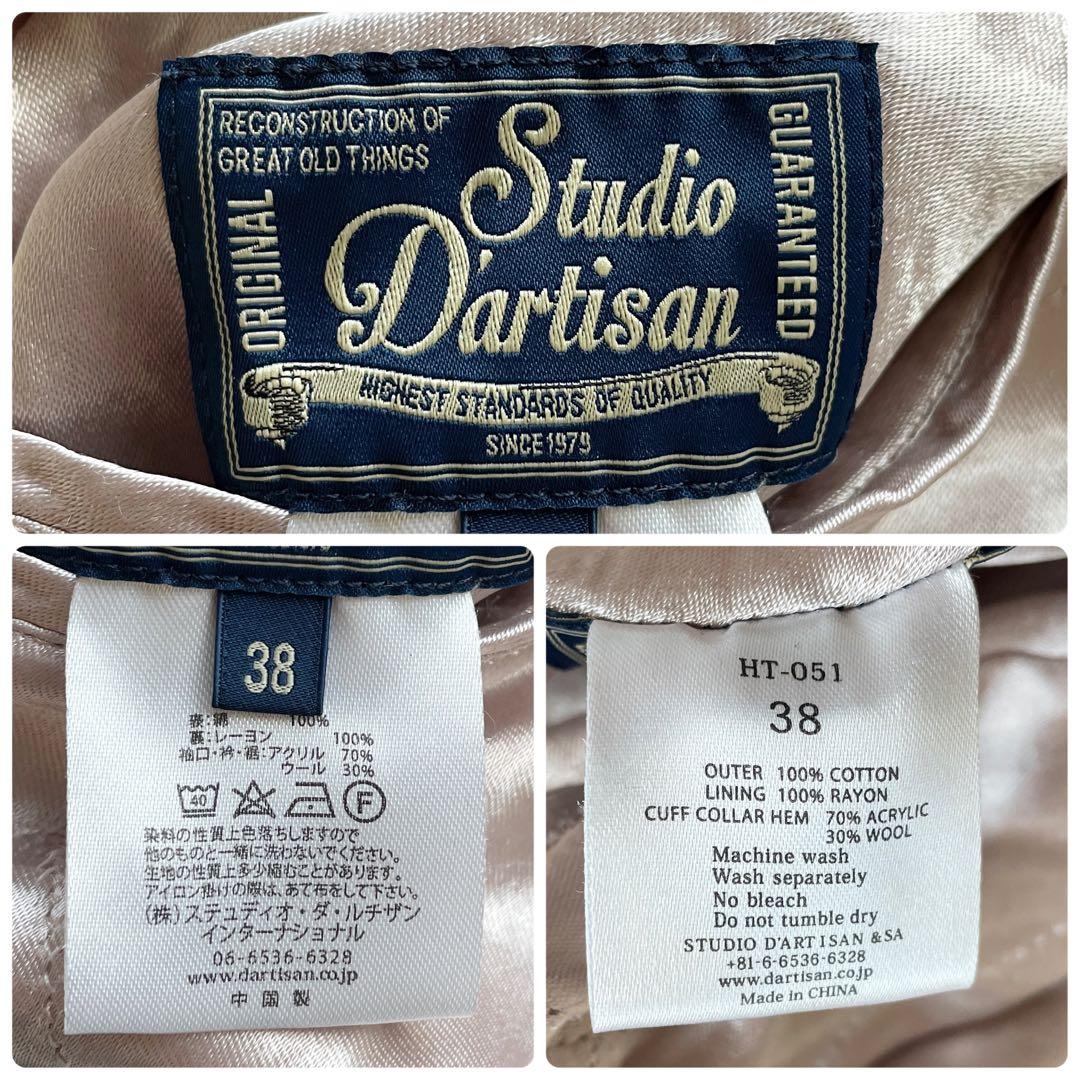 RECONSTRUCTION OF
GREAT OLD THINGS
ORIGINAL
Studio
D'artisan
GUARANTEED
HIGHEST STANDARDS OF QUALITY
SINCE 1979
38
表:綿 100%
裏:レーヨン 100%
袖口・衿・裾:アクリル 70%
ウール 30%
40
F
染料の性質上色落ちしますので
他のものと一緒に洗わないでください。
生地の性質上多少縮むことがあります。
アイロン掛けの際は、あて布をして下さい。
(株)ステュディオ・ダ・ルチザン
インターナショナル
06-6536-6328
www.dartisan.co.jp
中国製
HT-051
38
OUTER 100% COTTON
LINING 100% RAYON
CUFF COLLAR HEM 70% ACRYLIC
30% WOOL
Machine wash
Wash separately
No bleach
Do not tumble dry
STUDIO D'ARTISAN &SA
+81-6-6536-6328
www.dartisan.co.jp
Made in CHINA